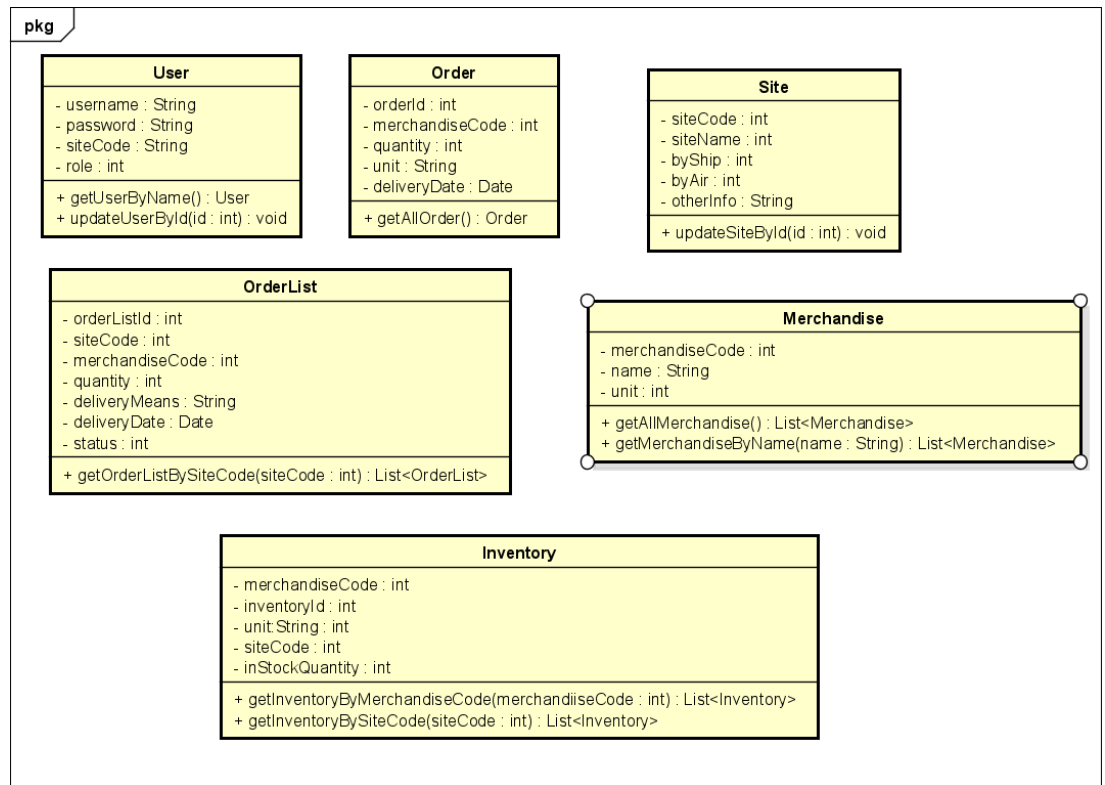 pkg
User
- username : String
- password : String
- siteCode : String
- role : int
+ getUserByName() : User
+ updateUserById(id : int) : void
Order
- orderId : int
- merchandiseCode : int
- quantity : int
- unit : String
- deliveryDate : Date
+ getAllOrder() : Order
Site
- siteCode : int
- siteName : int
- byShip : int
- byAir : int
- otherInfo : String
+ updateSiteById(id : int) : void
OrderList
- orderListId : int
- siteCode : int
- merchandiseCode : int
- quantity : int
- deliveryMeans : String
- deliveryDate : Date
- status : int
+ getOrderListBySiteCode(siteCode : int) : List<OrderList>
Merchandise
- merchandiseCode : int
- name : String
- unit : int
+ getAllMerchandise() : List<Merchandise>
+ getMerchandiseByName(name : String) : List<Merchandise>
Inventory
- merchandiseCode : int
- inventoryId : int
- unit:String : int
- siteCode : int
- inStockQuantity : int
+ getInventoryByMerchandiseCode(merchandiiseCode : int) : List<Inventory>
+ getInventoryBySiteCode(siteCode : int) : List<Inventory>